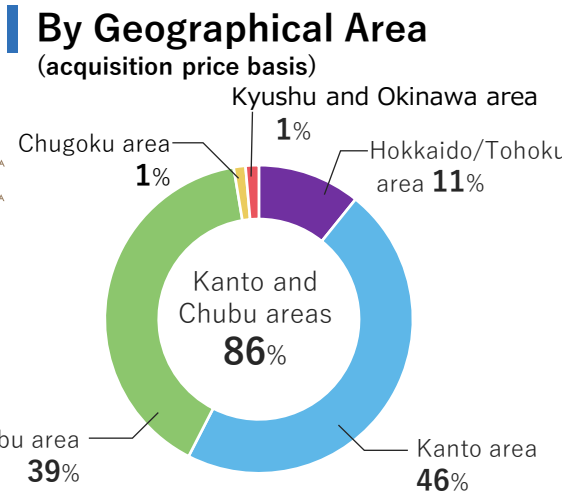 By Geographical Area
(acquisition price basis)
Kyushu and Okinawa area
1%
Chugoku area
1%
Hokkaido/Tohoku
area 11%
Kanto and
Chubu areas
86%
bu area
39%
Kanto area
46%